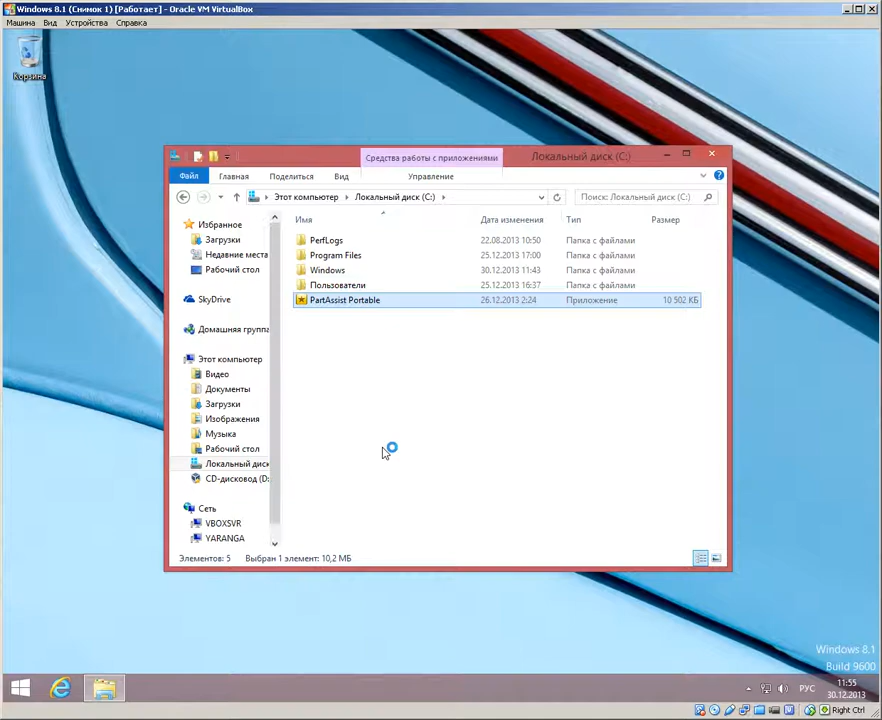 Windows 8.1 (Снимок 1) [Работает] - Oracle VM VirtualBox
Машина Вид Устройства Справка
Корзина
Средства работы с приложениями Локальный диск (C:)
Файл Главная Поделиться Вид Управление
Этот компьютер Локальный диск (C:) Поиск: Локальный диск (C:)
Имя Дата изменения Тип Размер
Избранное
Загрузки
Недавние места
Рабочий стол
SkyDrive
Домашняя группа
Этот компьютер
Видео
Документы
Загрузки
Изображения
Музыка
Рабочий стол
Локальный диск
CD-дисковод (D:
Сеть
VBOXSVR
YARANGA
PerfLogs 22.08.2013 10:50 Папка с файлами
Program Files 25.12.2013 17:00 Папка с файлами
Windows 30.12.2013 11:43 Папка с файлами
Пользователи 25.12.2013 16:37 Папка с файлами
PartAssist Portable 26.12.2013 2:24 Приложение 10 502 КБ
Элементов: 5 Выбран 1 элемент: 10,2 МБ
Windows 8.1
Build 9600
РУС 11:55
30.12.2013
Right Ctrl